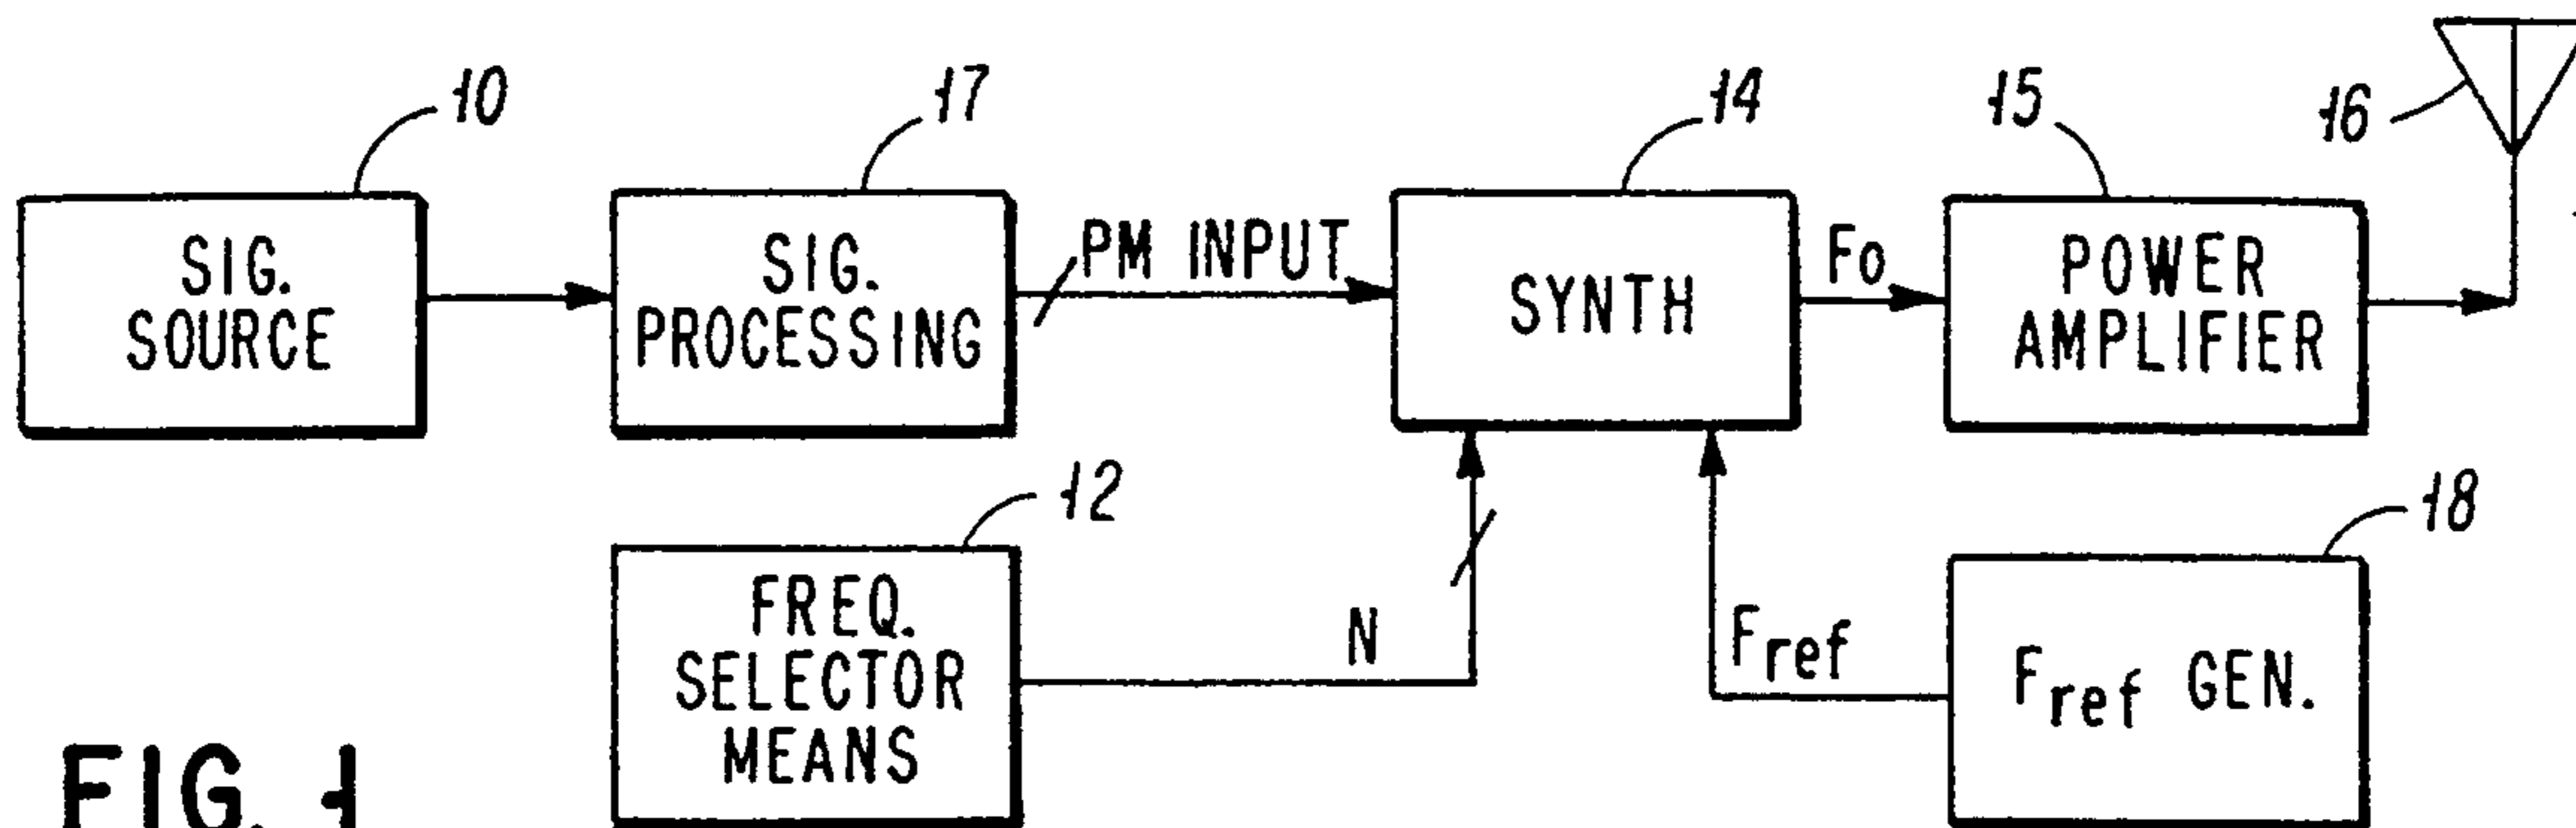 10
17
14
15
16
SIG.
SOURCE
SIG.
PROCESSING
PM INPUT
SYNTH
Fo
POWER
AMPLIFIER
12
18
FREQ.
SELECTOR
MEANS
N
Fref
Fref GEN.
FIG. 1